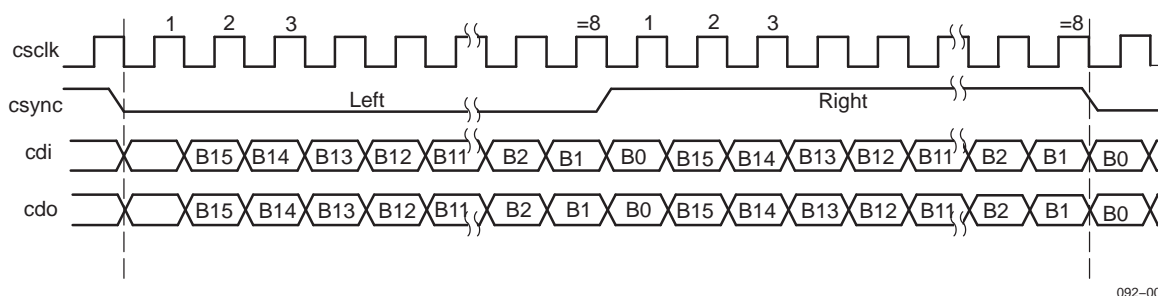 1 2 3 =8 1 2 3 =8
csclk
csync Left Right
cdi B15 B14 B13 B12 B11 B2 B1 B0 B15 B14 B13 B12 B11 B2 B1 B0
cdo B15 B14 B13 B12 B11 B2 B1 B0 B15 B14 B13 B12 B11 B2 B1 B0
092–00